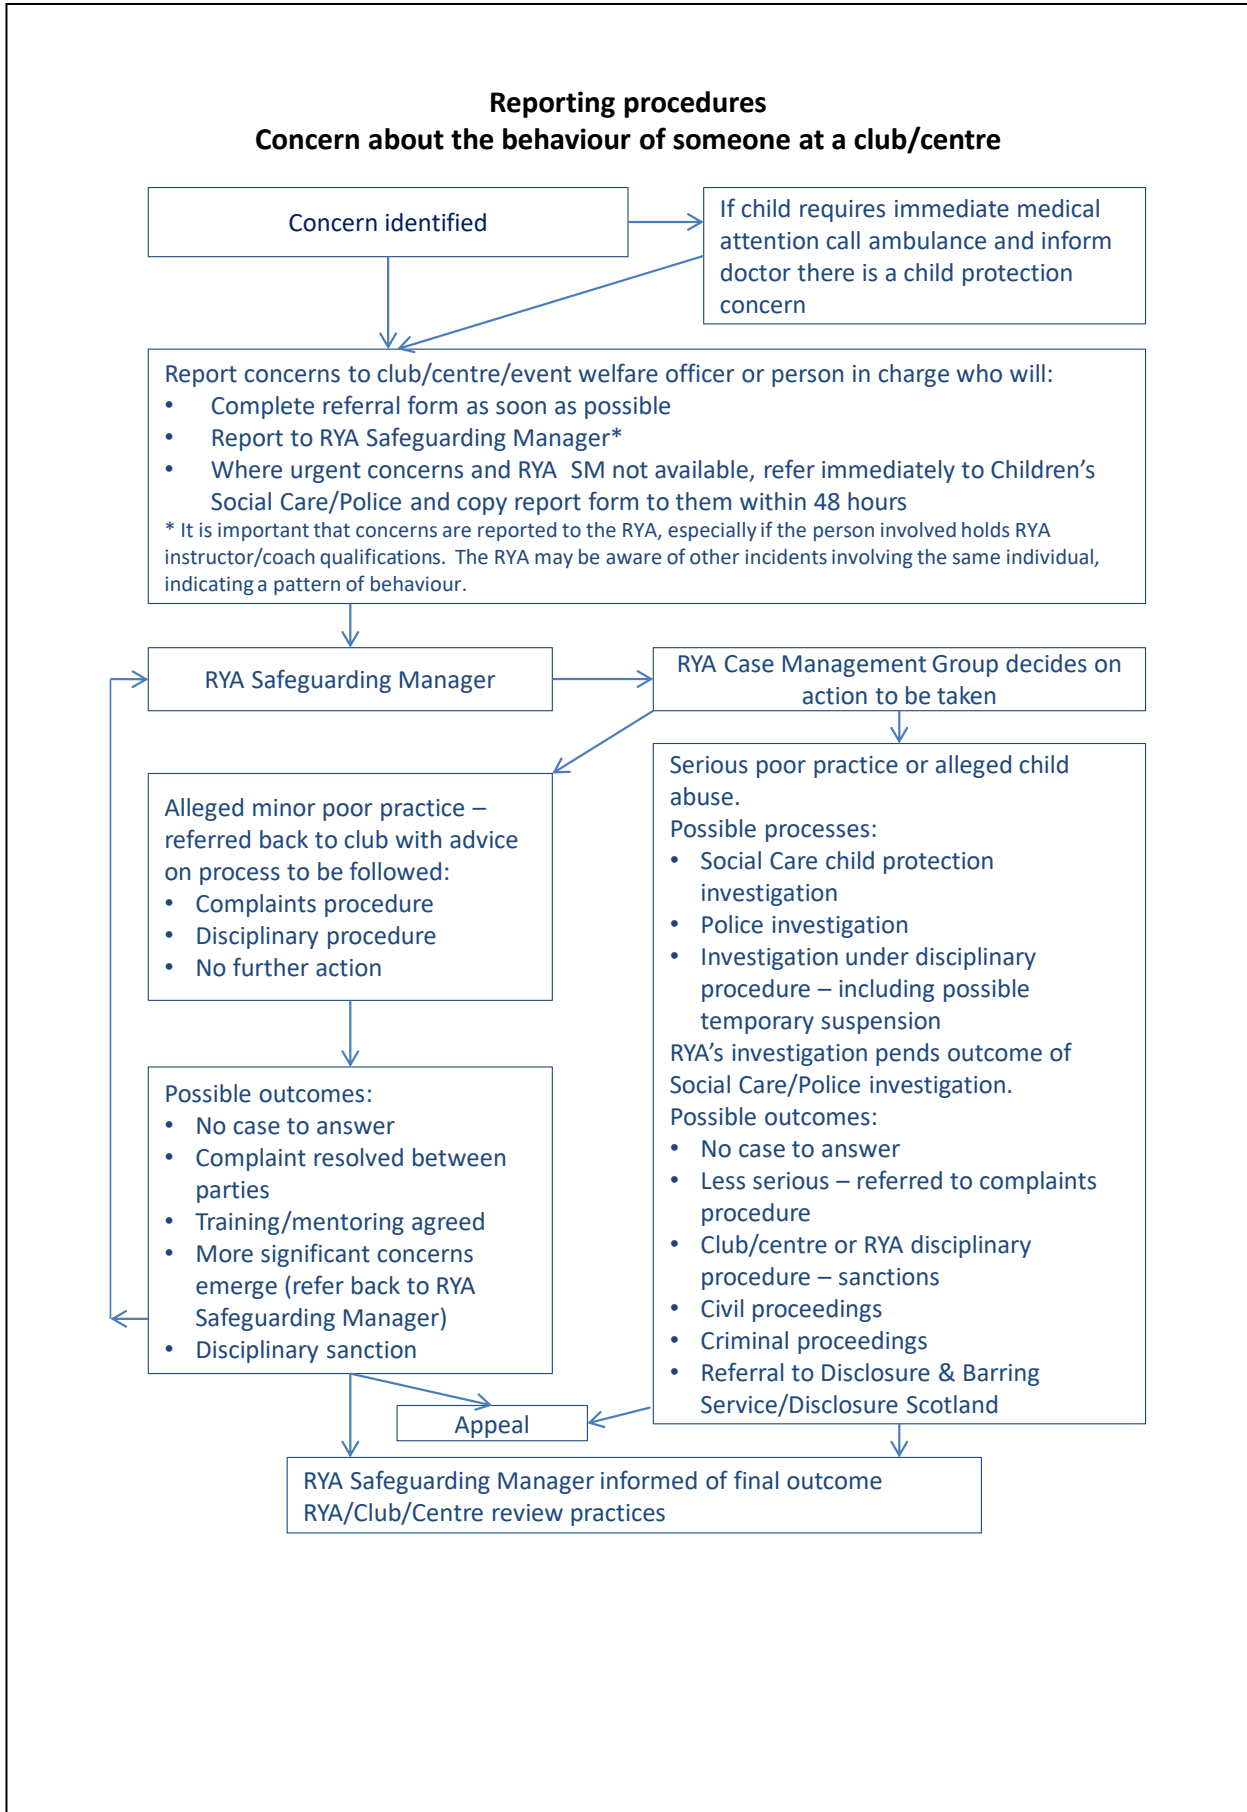 Reporting procedures
Concern about the behaviour of someone at a club/centre
Concern identified
If child requires immediate medical
attention call ambulance and inform
doctor there is a child protection
concern
Report concerns to club/centre/event welfare officer or person in charge who will:
• Complete referral form as soon as possible
• Report to RYA Safeguarding Manager*
• Where urgent concerns and RYA  SM not available, refer immediately to Children’s
Social Care/Police and copy report form to them within 48 hours
* It is important that concerns are reported to the RYA, especially if the person involved holds RYA
instructor/coach qualifications.  The RYA may be aware of other incidents involving the same individual,
indicating a pattern of behaviour.
RYA Safeguarding Manager
RYA Case Management Group decides on
action to be taken
Alleged minor poor practice –
referred back to club with advice
on process to be followed:
• Complaints procedure
• Disciplinary procedure
• No further action
Serious poor practice or alleged child
abuse.
Possible processes:
• Social Care child protection
investigation
• Police investigation
• Investigation under disciplinary
procedure – including possible
temporary suspension
RYA’s investigation pends outcome of
Social Care/Police investigation.
Possible outcomes:
• No case to answer
• Less serious – referred to complaints
procedure
• Club/centre or RYA disciplinary
procedure – sanctions
• Civil proceedings
• Criminal proceedings
• Referral to Disclosure & Barring
Service/Disclosure Scotland
Possible outcomes:
• No case to answer
• Complaint resolved between
parties
• Training/mentoring agreed
• More significant concerns
emerge (refer back to RYA
Safeguarding Manager)
• Disciplinary sanction
Appeal
RYA Safeguarding Manager informed of final outcome
RYA/Club/Centre review practices